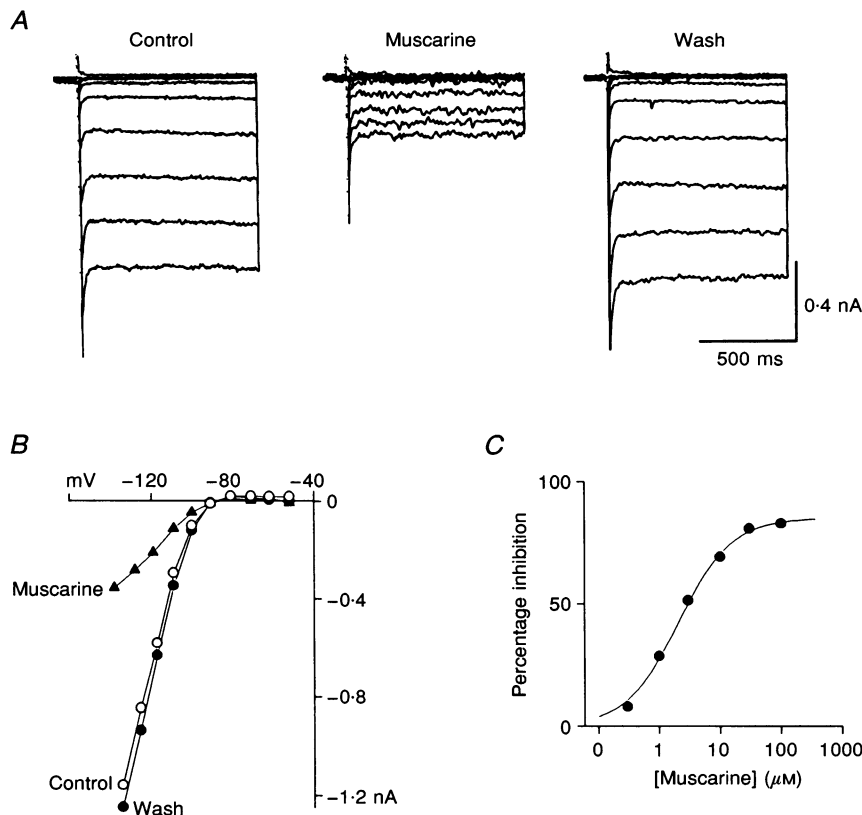 A
Control
Muscarine
Wash
0·4 nA
500 ms
B
mV
−120
−80
−40
0
−0·4
−0·8
−1·2 nA
Muscarine
Control
Wash
C
Percentage inhibition
100
50
0
0
1
10
100
1000
[Muscarine] (μM)